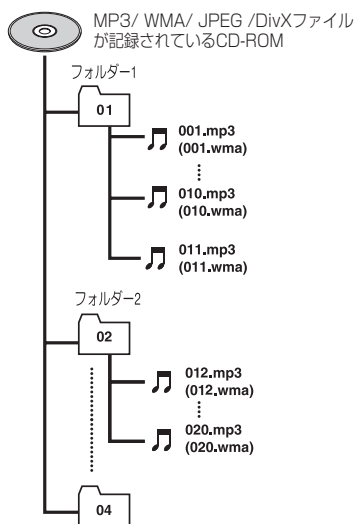 MP3/ WMA/ JPEG /DivXファイル
が記録されているCD-ROM
フォルダー1
01
001.mp3
(001.wma)
010.mp3
(010.wma)
011.mp3
(011.wma)
フォルダー2
02
012.mp3
(012.wma)
020.mp3
(020.wma)
04